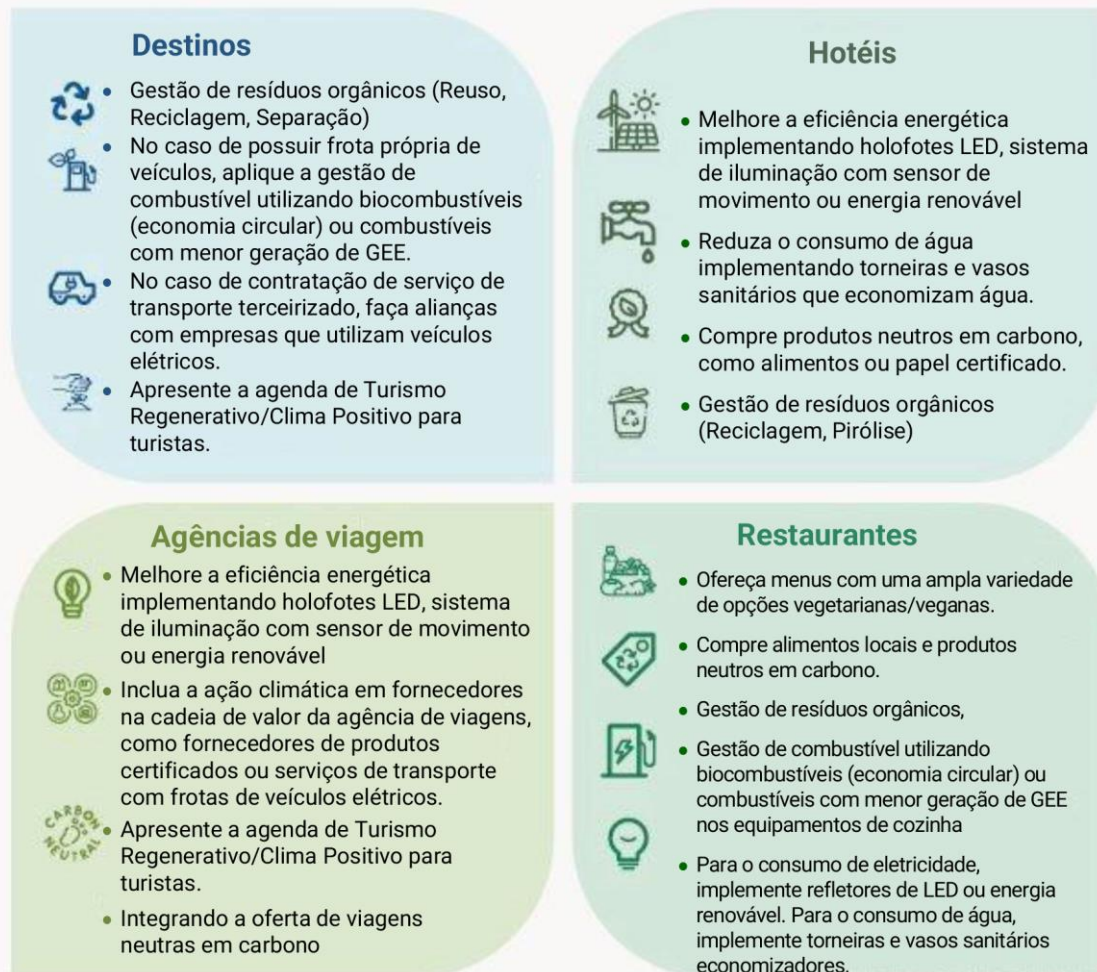 Destinos
• Gestão de resíduos orgânicos (Reuso,
Reciclagem, Separação)
• No caso de possuir frota própria de
veículos, aplique a gestão de
combustível utilizando biocombustíveis
(economia circular) ou combustíveis
com menor geração de GEE.
• No caso de contratação de serviço de
transporte terceirizado, faça alianças
com empresas que utilizam veículos
elétricos.
• Apresente a agenda de Turismo
Regenerativo/Clima Positivo para
turistas.
Hotéis
• Melhore a eficiência energética
implementando holofotes LED, sistema
de iluminação com sensor de
movimento ou energia renovável
• Reduza o consumo de água
implementando torneiras e vasos
sanitários que economizam água.
• Compre produtos neutros em carbono,
como alimentos ou papel certificado.
• Gestão de resíduos orgânicos
(Reciclagem, Pirólise)
Agências de viagem
• Melhore a eficiência energética
implementando holofotes LED, sistema
de iluminação com sensor de movimento
ou energia renovável
• Inclua a ação climática em fornecedores
na cadeia de valor da agência de viagens,
como fornecedores de produtos
certificados ou serviços de transporte
com frotas de veículos elétricos.
CARBON
NEUTRAL
• Apresente a agenda de Turismo
Regenerativo/Clima Positivo para
turistas.
• Integrando a oferta de viagens
neutras em carbono
Restaurantes
• Ofereça menus com uma ampla variedade
de opções vegetarianas/veganas.
• Compre alimentos locais e produtos
neutros em carbono.
• Gestão de resíduos orgânicos,
• Gestão de combustível utilizando
biocombustíveis (economia circular) ou
combustíveis com menor geração de GEE
nos equipamentos de cozinha
• Para o consumo de eletricidade,
implemente refletores de LED ou energia
renovável. Para o consumo de água,
implemente torneiras e vasos sanitários
economizadores.